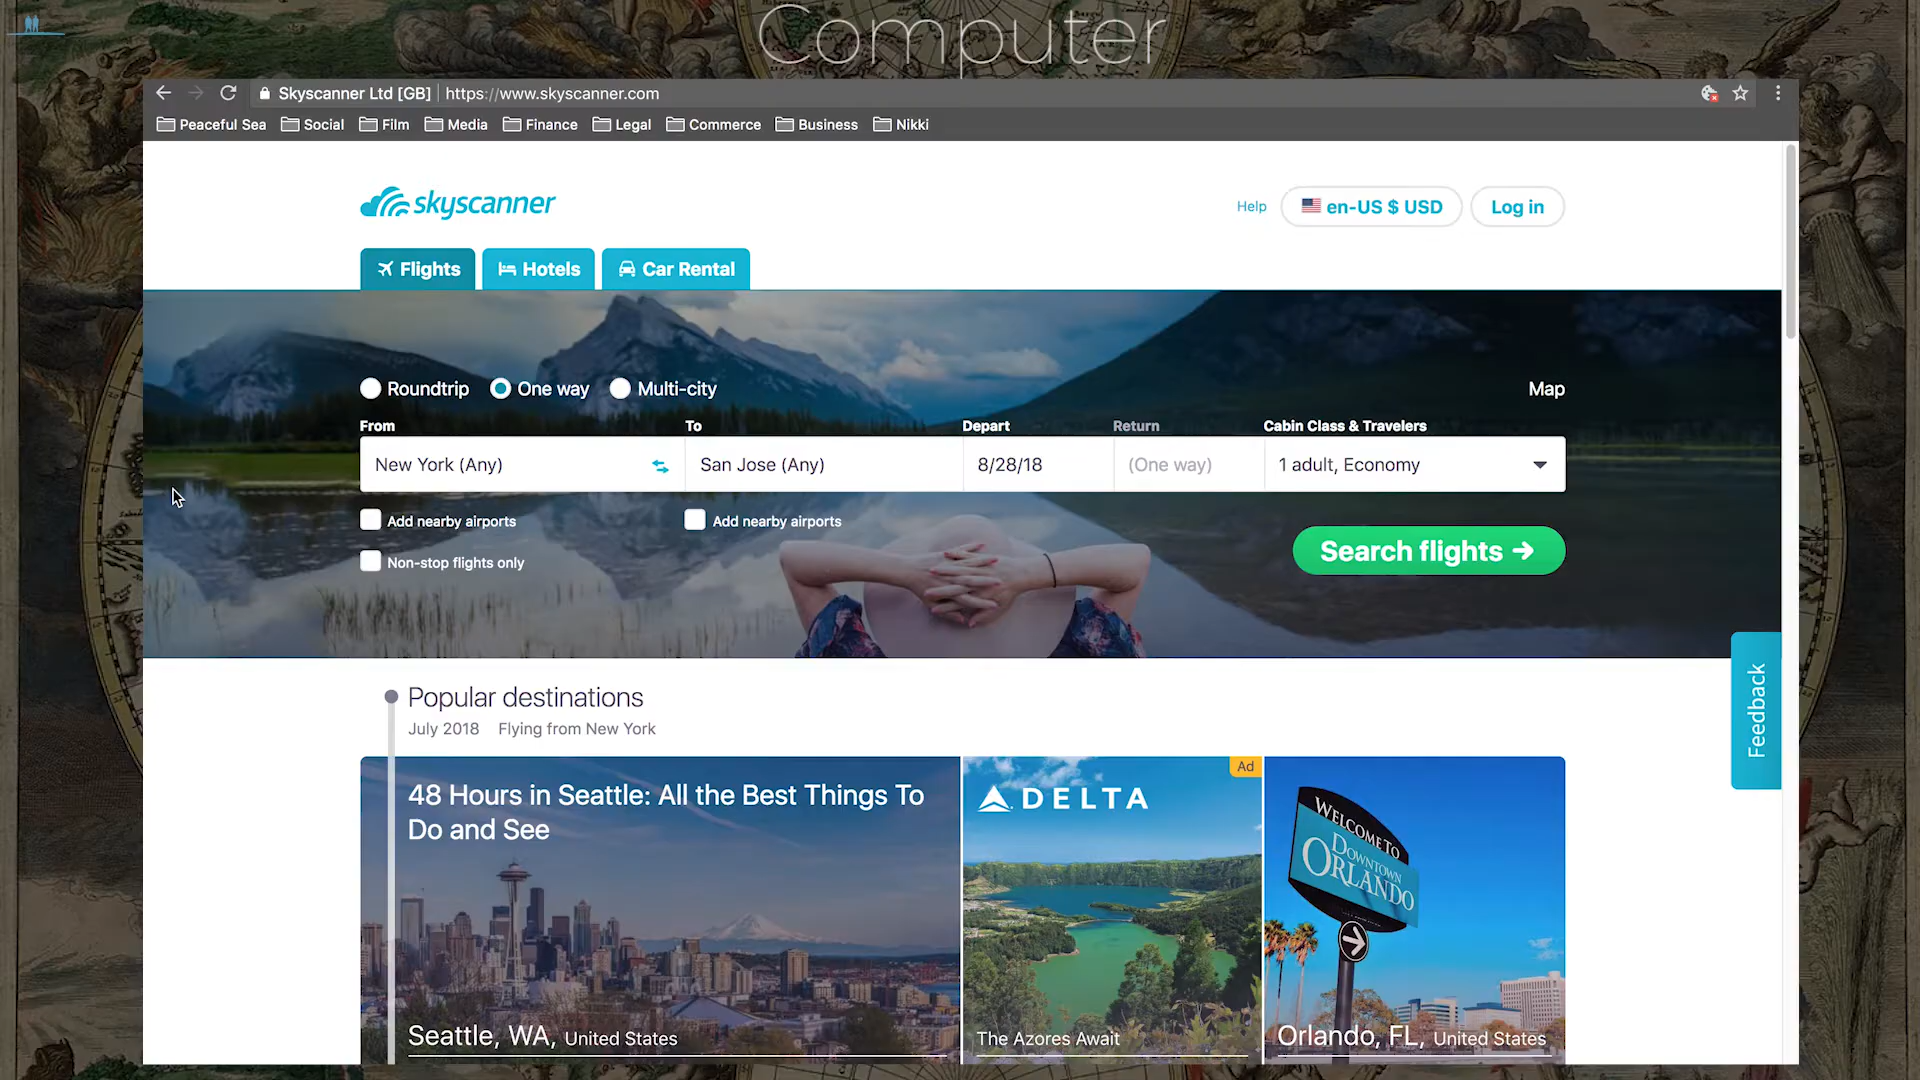 Computer
Skyscanner Ltd [GB] https://www.skyscanner.com
Peaceful Sea Social Film Media Finance Legal Commerce Business Nikki
skyscanner
Help en-US $ USD Log in
Flights Hotels Car Rental
Roundtrip One way Multi-city Map
From To Depart Return Cabin Class & Travelers
New York (Any) San Jose (Any) 8/28/18 (One way) 1 adult, Economy
Add nearby airports Add nearby airports
Non-stop flights only
Search flights
Feedback
Popular destinations
July 2018 Flying from New York
48 Hours in Seattle: All the Best Things To
Do and See
Seattle, WA, United States
Ad
DELTA
The Azores Await
WELCOME TO
DOWNTOWN
ORLANDO
Orlando, FL, United States